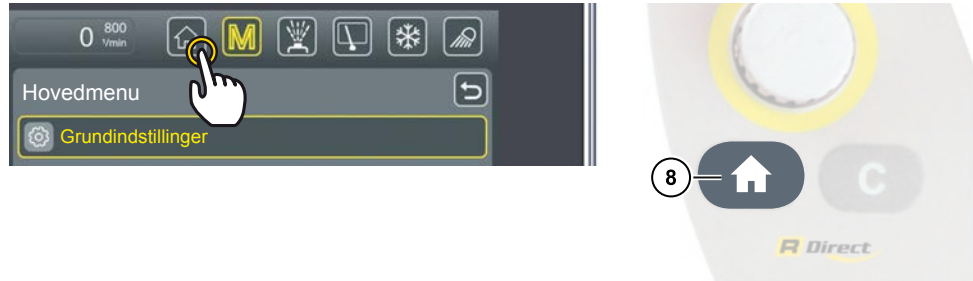 0 800
1/min
M
Hovedmenu
Grundindstillinger
8
C
R Direct